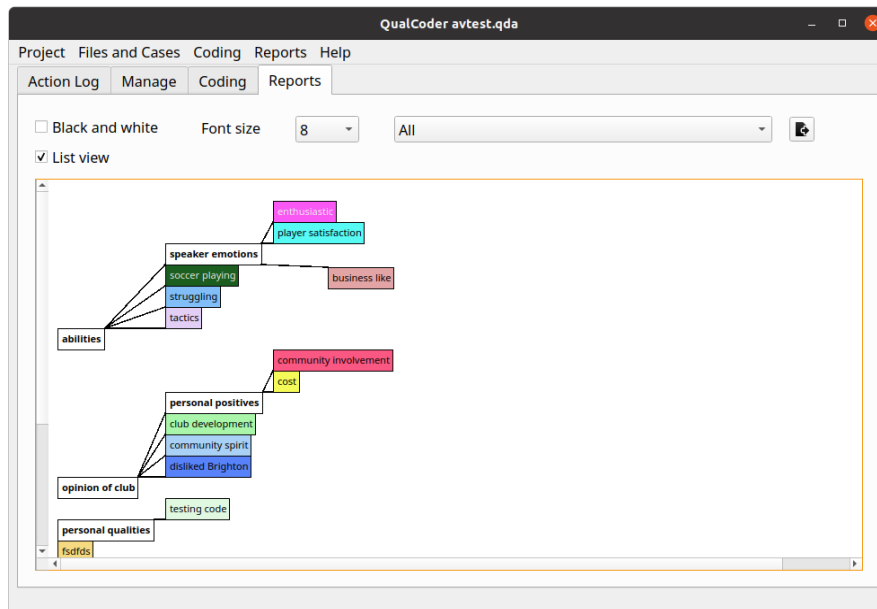 QualCoder avtest.qda
Project Files and Cases Coding Reports Help
Action Log Manage Coding Reports
Black and white Font size 8 All
List view
enthusiastic
player satisfaction
speaker emotions
soccer playing
business like
struggling
tactics
abilities
community involvement
cost
personal positives
club development
community spirit
disliked Brighton
opinion of club
testing code
personal qualities
fsdfds